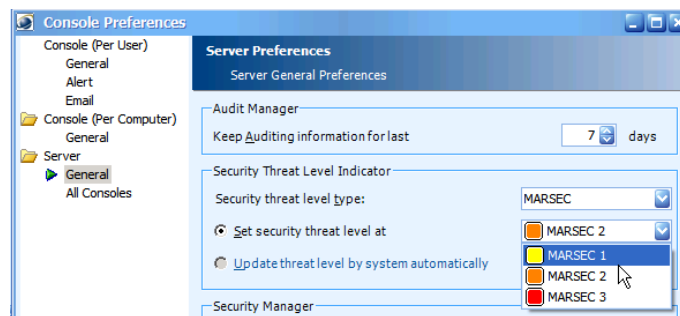 Console Preferences
Console (Per User)
General
Alert
Email
Console (Per Computer)
General
Server
General
All Consoles
Server Preferences
Server General Preferences
Audit Manager
Keep Auditing information for last 7 days
Security Threat Level Indicator
Security threat level type: MARSEC
Set security threat level at MARSEC 2
MARSEC 1
Update threat level by system automatically MARSEC 2
MARSEC 3
Security Manager